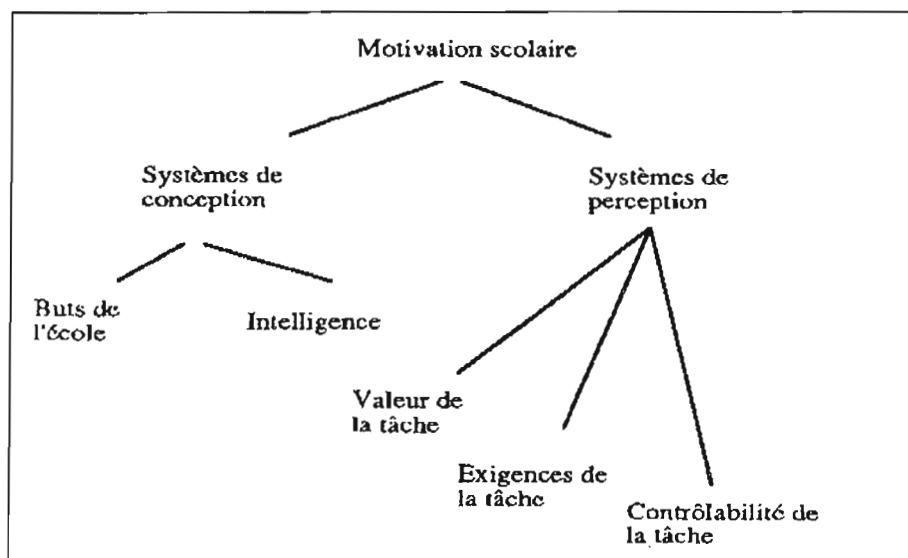 Motivation scolaire
Systèmes de
conception
Systèmes de
perception
Buts de
l'école
Intelligence
Valeur de
la tâche
Exigences de
la tâche
Contrôlabilité de
la tâche